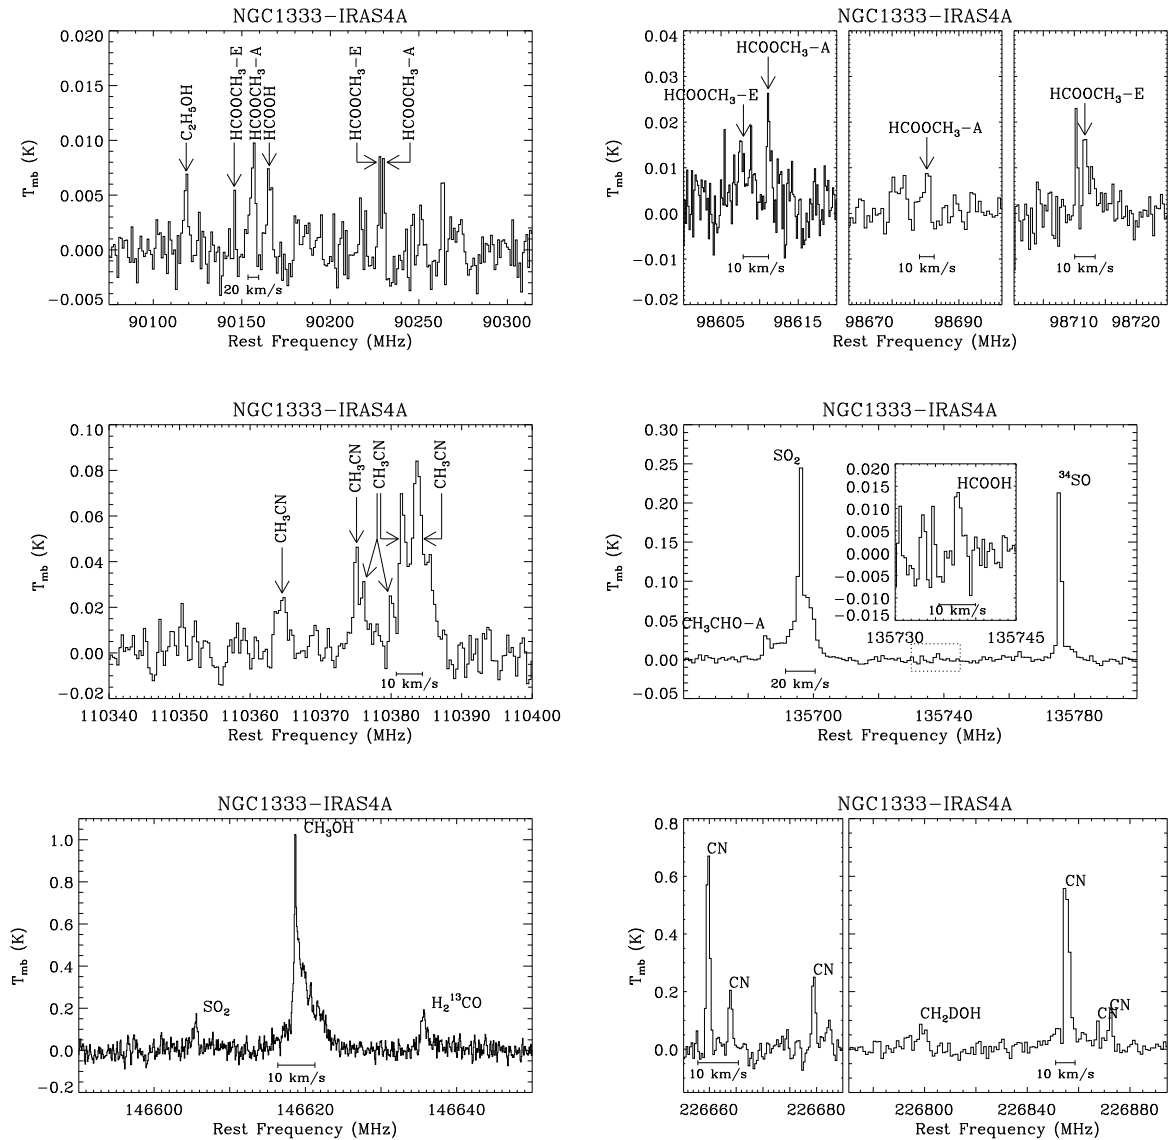 NGC1333−IRAS4A
0.020
0.015
0.010
0.005
0.000
−0.005
T_mb (K)
C₂H₅OH
HCOOCH₃−E
HCOOCH₃−A
HCOOH
HCOOCH₃−E
HCOOCH₃−A
20 km/s
90100 90150 90200 90250 90300
Rest Frequency (MHz)
NGC1333−IRAS4A
0.04
0.03
0.02
0.01
0.00
−0.01
−0.02
T_mb (K)
HCOOCH₃−A
HCOOCH₃−E
HCOOCH₃−A
HCOOCH₃−E
10 km/s
10 km/s
10 km/s
98605 98615 98670 98690 98710 98720
Rest Frequency (MHz)
NGC1333−IRAS4A
0.10
0.08
0.06
0.04
0.02
0.00
−0.02
T_mb (K)
CH₃CN
CH₃CN
CH₃CN
CH₃CN
10 km/s
110340 110350 110360 110370 110380 110390 110400
Rest Frequency (MHz)
NGC1333−IRAS4A
0.30
0.25
0.20
0.15
0.10
0.05
0.00
−0.05
T_mb (K)
SO₂
³⁴SO
CH₃CHO−A
0.020
0.015
0.010
0.005
0.000
−0.005
−0.010
−0.015
HCOOH
10 km/s
135730 135745
20 km/s
135700 135740 135780
Rest Frequency (MHz)
NGC1333−IRAS4A
1.0
0.8
0.6
0.4
0.2
0.0
−0.2
T_mb (K)
CH₃OH
SO₂
H₂¹³CO
10 km/s
146600 146620 146640
Rest Frequency (MHz)
NGC1333−IRAS4A
0.8
0.6
0.4
0.2
0.0
T_mb (K)
CN
CN
CN
CN
CH₂DOH
CN
CN
10 km/s
10 km/s
226660 226680 226800 226840 226880
Rest Frequency (MHz)